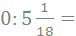 0: 5 1/18 =